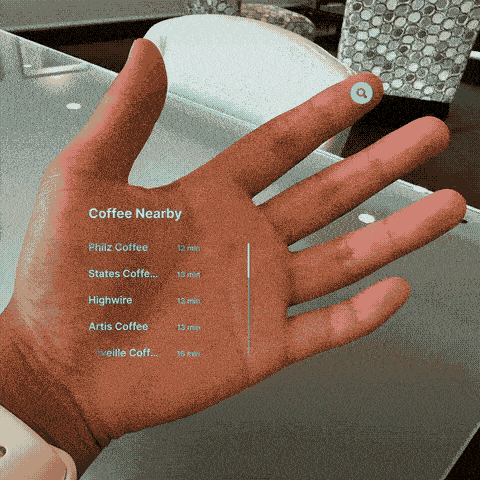 Coffee Nearby
Philz Coffee 12 min
States Coffe... 13 min
Highwire 13 min
Artis Coffee 13 min
Coff... 16 min